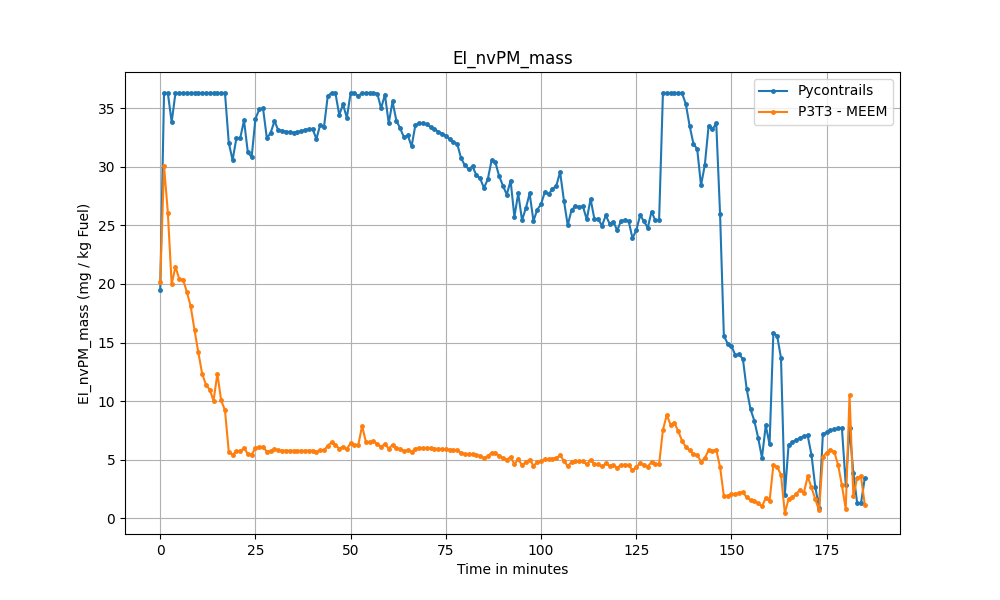 EI_nvPM_mass
Pycontrails
P3T3 - MEEM
EI_nvPM_mass (mg / kg Fuel)
35
30
25
20
15
10
5
0
0 25 50 75 100 125 150 175
Time in minutes